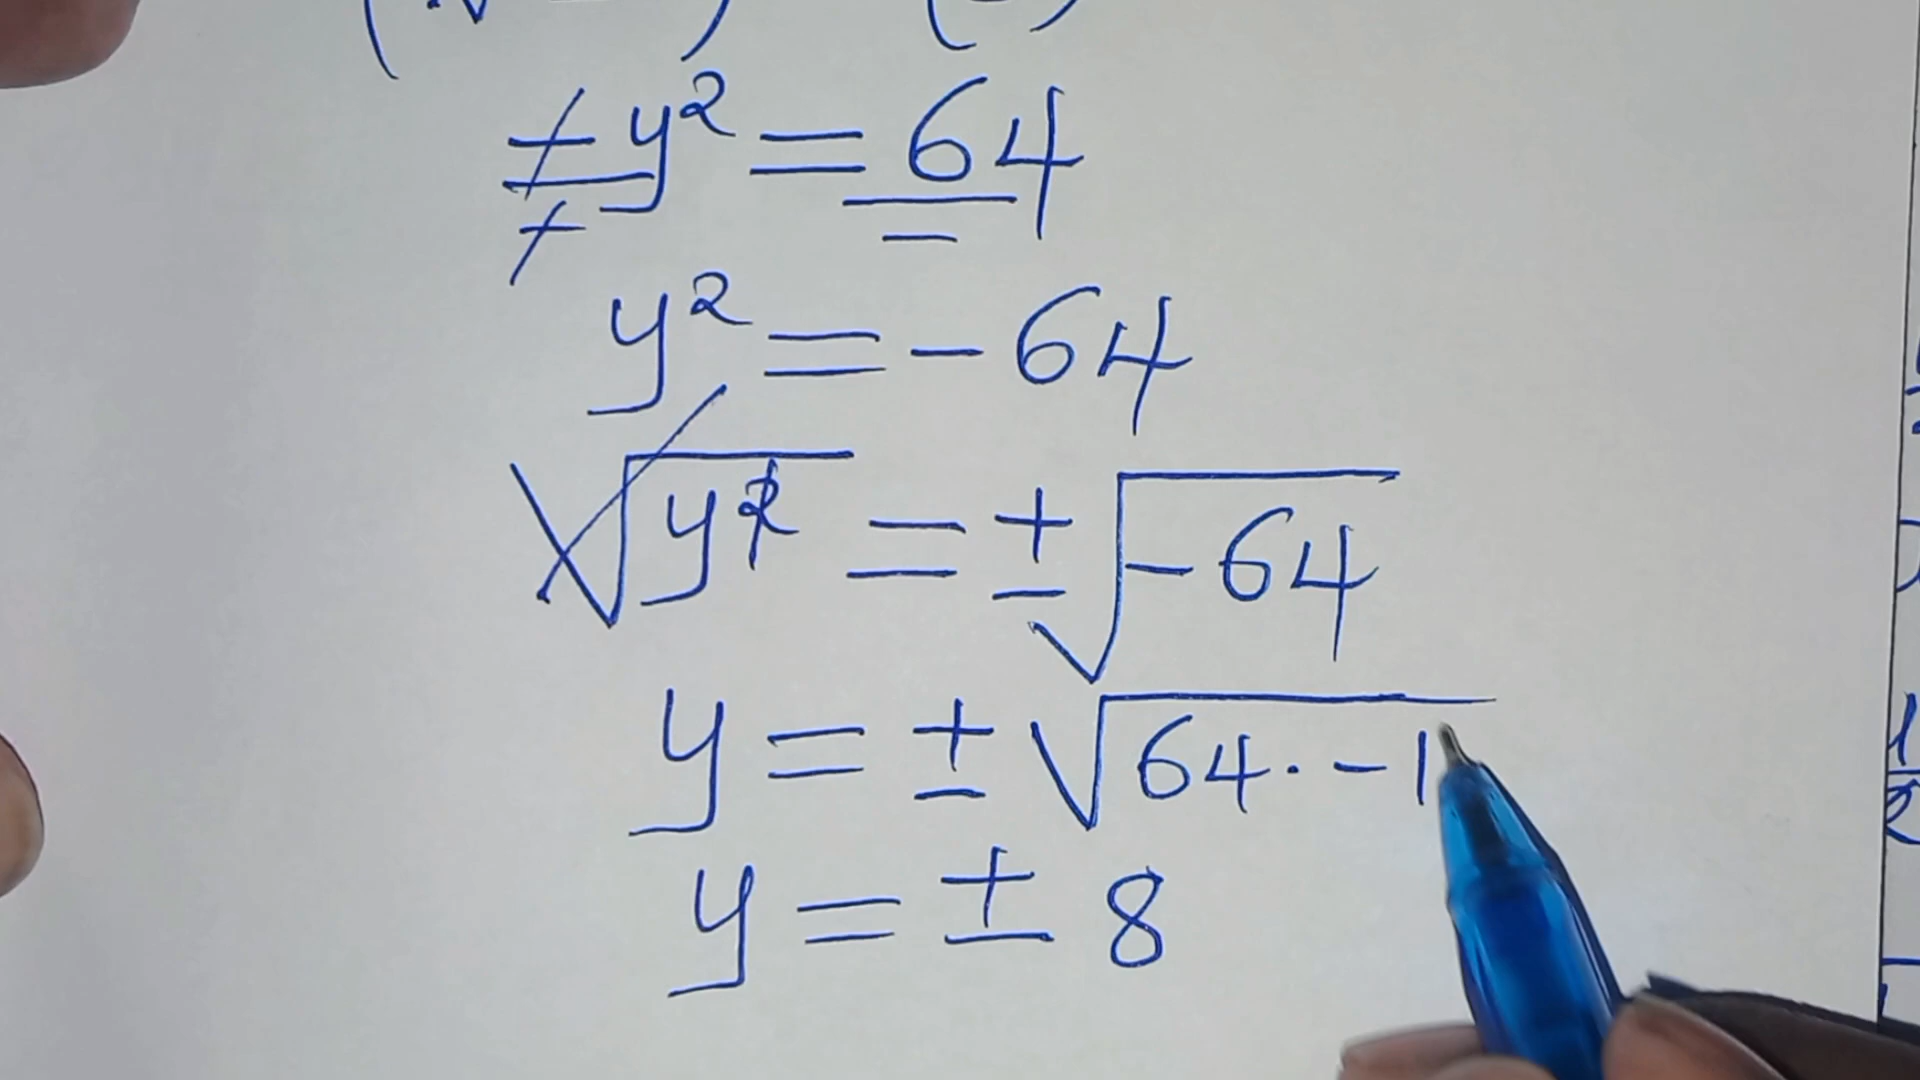 -y² = 64
- -
y² = -64
√y² = ±√-64
y = ±√64·-1
y = ±8